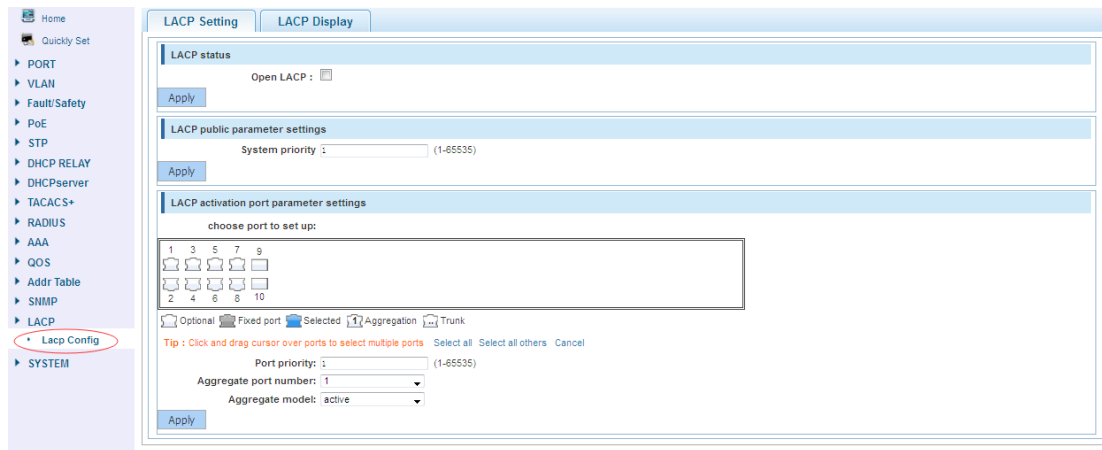 Home
Quickly Set
PORT
VLAN
Fault/Safety
PoE
STP
DHCP RELAY
DHCPserver
TACACS+
RADIUS
AAA
QOS
Addr Table
SNMP
LACP
Lacp Config
SYSTEM
LACP Setting LACP Display
LACP status
Open LACP :
Apply
LACP public parameter settings
System priority 1 (1-65535)
Apply
LACP activation port parameter settings
choose port to set up:
1 3 5 7 9
2 4 6 8 10
Optional Fixed port Selected 1 Aggregation ... Trunk
Tip : Click and drag cursor over ports to select multiple ports Select all Select all others Cancel
Port priority: 1 (1-65535)
Aggregate port number: 1
Aggregate model: active
Apply